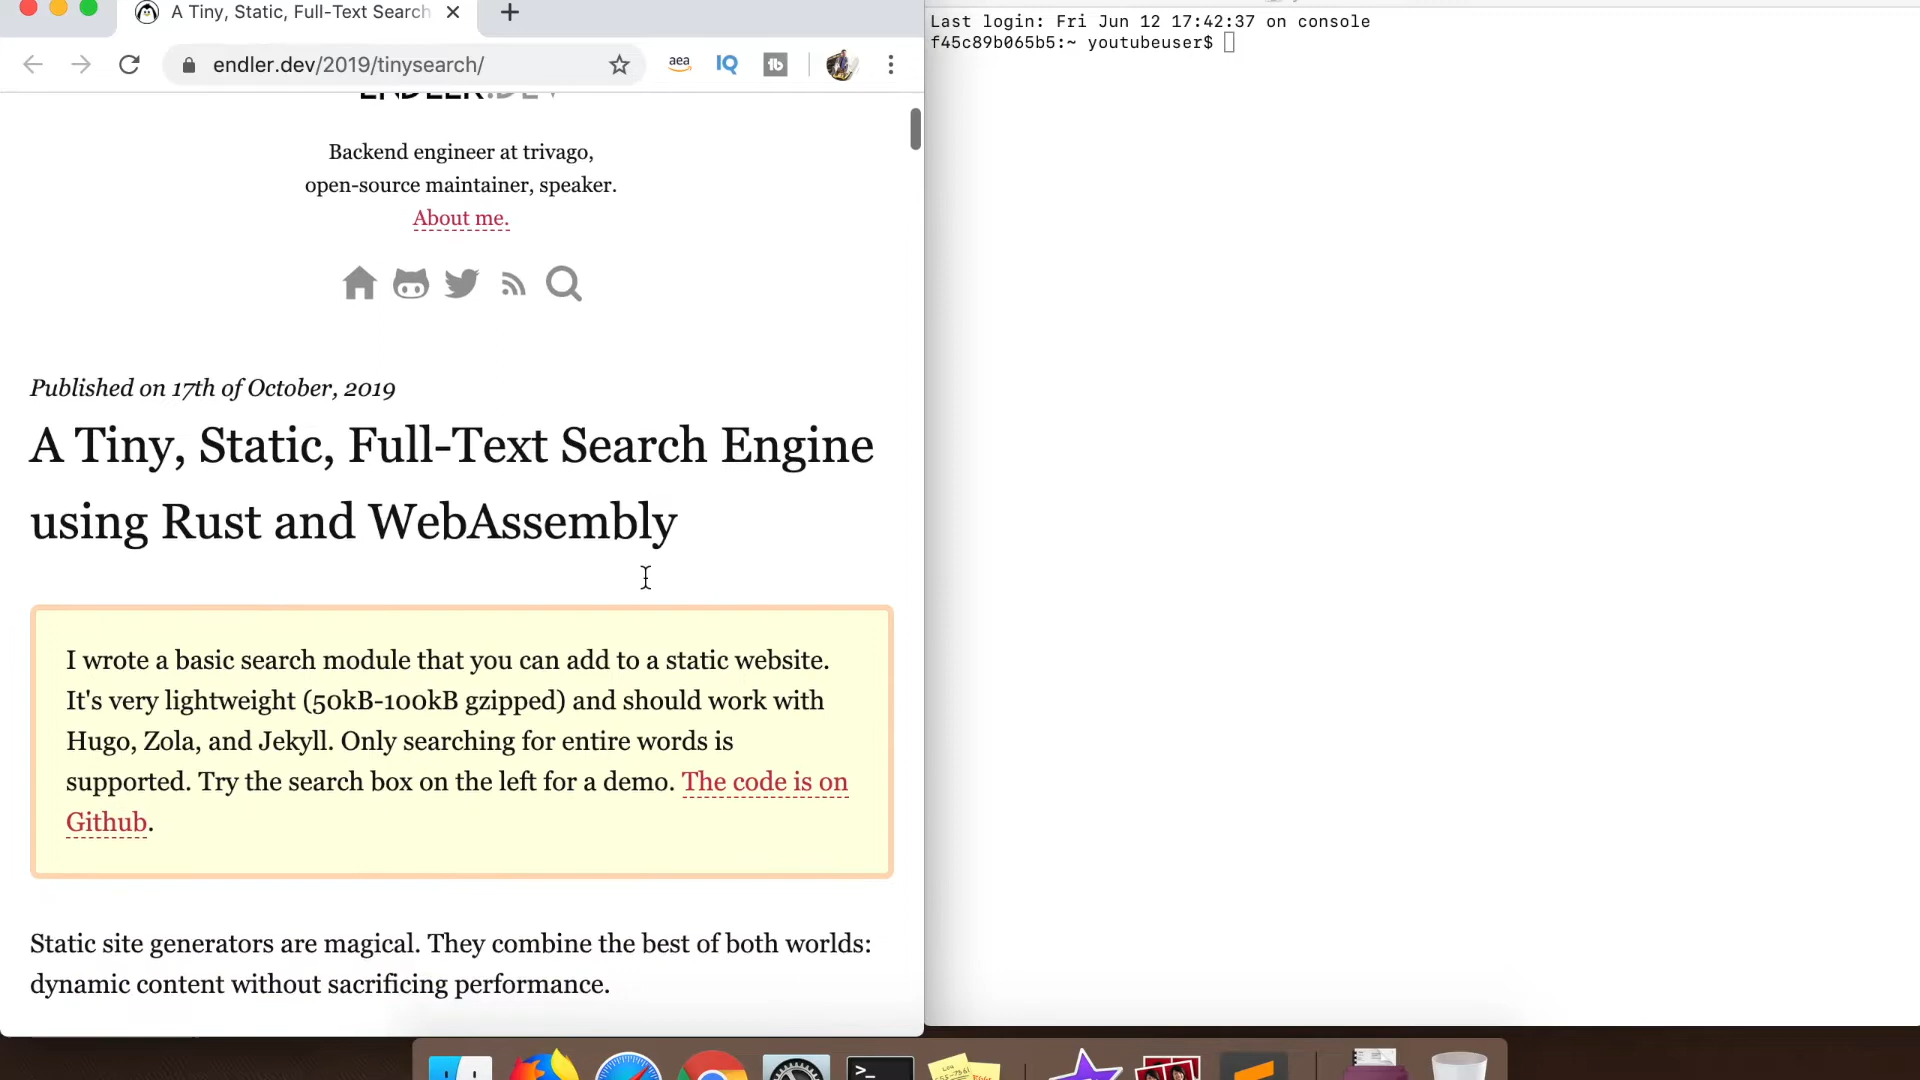 A Tiny, Static, Full-Text Search
endler.dev/2019/tinysearch/
aea
IQ
tb
ENDLER.DEV
Backend engineer at trivago,
open-source maintainer, speaker.
About me.
Published on 17th of October, 2019
A Tiny, Static, Full-Text Search Engine
using Rust and WebAssembly
I wrote a basic search module that you can add to a static website.
It's very lightweight (50kB-100kB gzipped) and should work with
Hugo, Zola, and Jekyll. Only searching for entire words is
supported. Try the search box on the left for a demo. The code is on
Github.
Static site generators are magical. They combine the best of both worlds:
dynamic content without sacrificing performance.
Last login: Fri Jun 12 17:42:37 on console
f45c89b065b5:~ youtubeuser$
>_